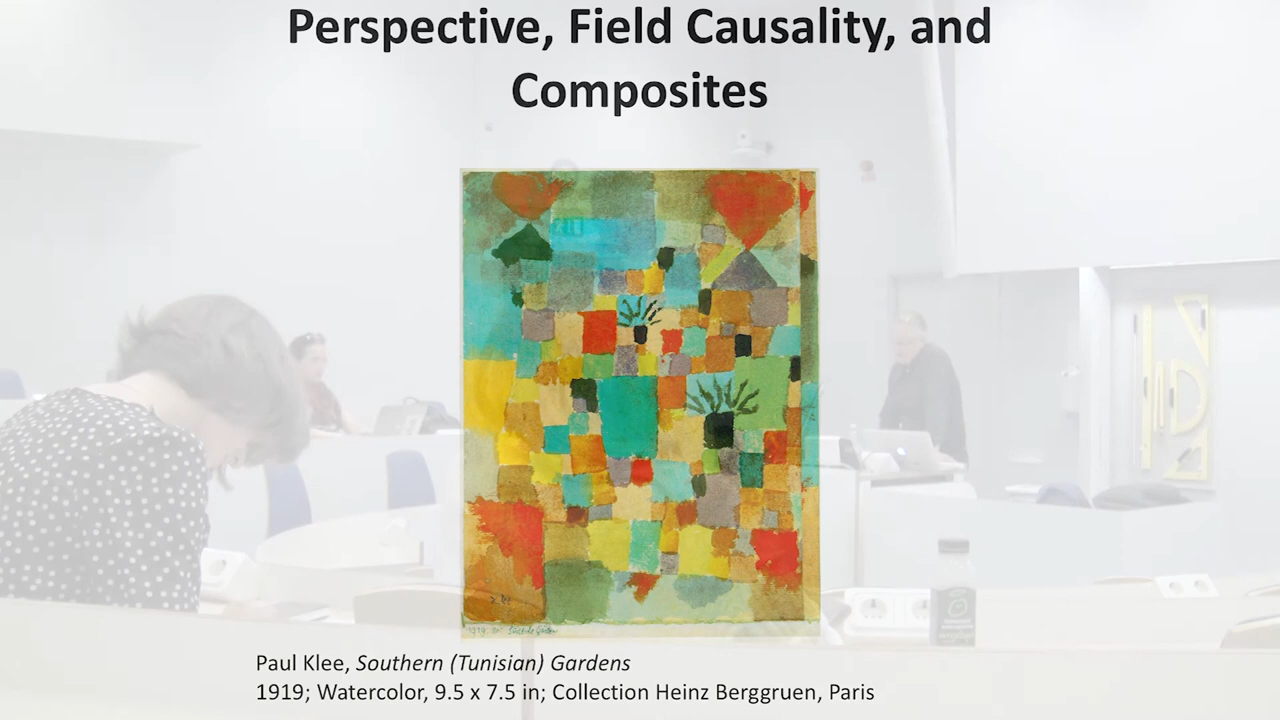 Perspective, Field Causality, and
Composites
Paul Klee, Southern (Tunisian) Gardens
1919; Watercolor, 9.5 x 7.5 in; Collection Heinz Berggruen, Paris